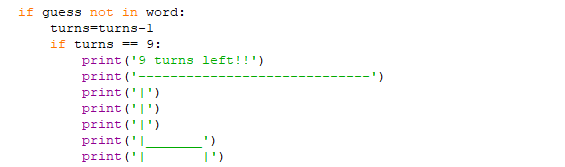 if guess not in word:
    turns=turns-1
    if turns == 9:
        print('9 turns left!!')
        print('-----------------------------')
        print('|')
        print('|')
        print('|')
        print('|_______')
        print('|       |')